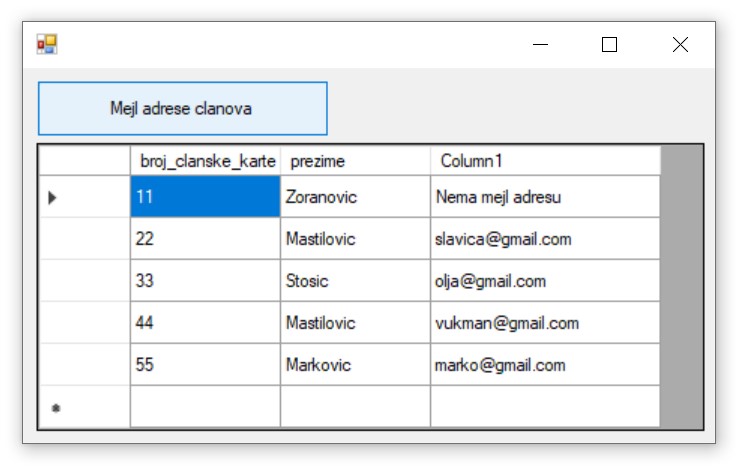 Mejl adrese clanova
broj_clanske_karte prezime Column1
11 Zoranovic Nema mejl adresu
22 Mastilovic slavica@gmail.com
33 Stosic olja@gmail.com
44 Mastilovic vukman@gmail.com
55 Markovic marko@gmail.com